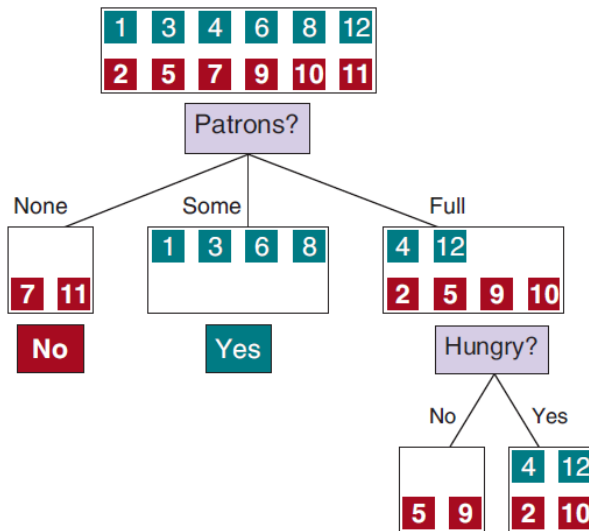 1 3 4 6 8 12
2 5 7 9 10 11
Patrons?
None Some Full
1 3 6 8 4 12
7 11 2 5 9 10
No Yes Hungry?
No Yes
4 12
5 9 2 10